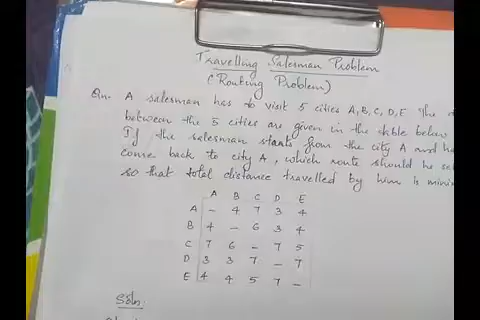 Travelling Salesman Problem
(Routing Problem)
Qn. A salesman has to visit 5 cities A, B, C, D, E The
between the 5 cities are given in the table below
If the salesman starts from the city A and
come back to city A, which route should he
so that total distance travelled by him is
A B C D E
A - 4 7 3 4
B 4 - 6 3 4
C 7 6 - 7 5
D 3 3 7 - 7
E 4 4 5 7 -
Soln: